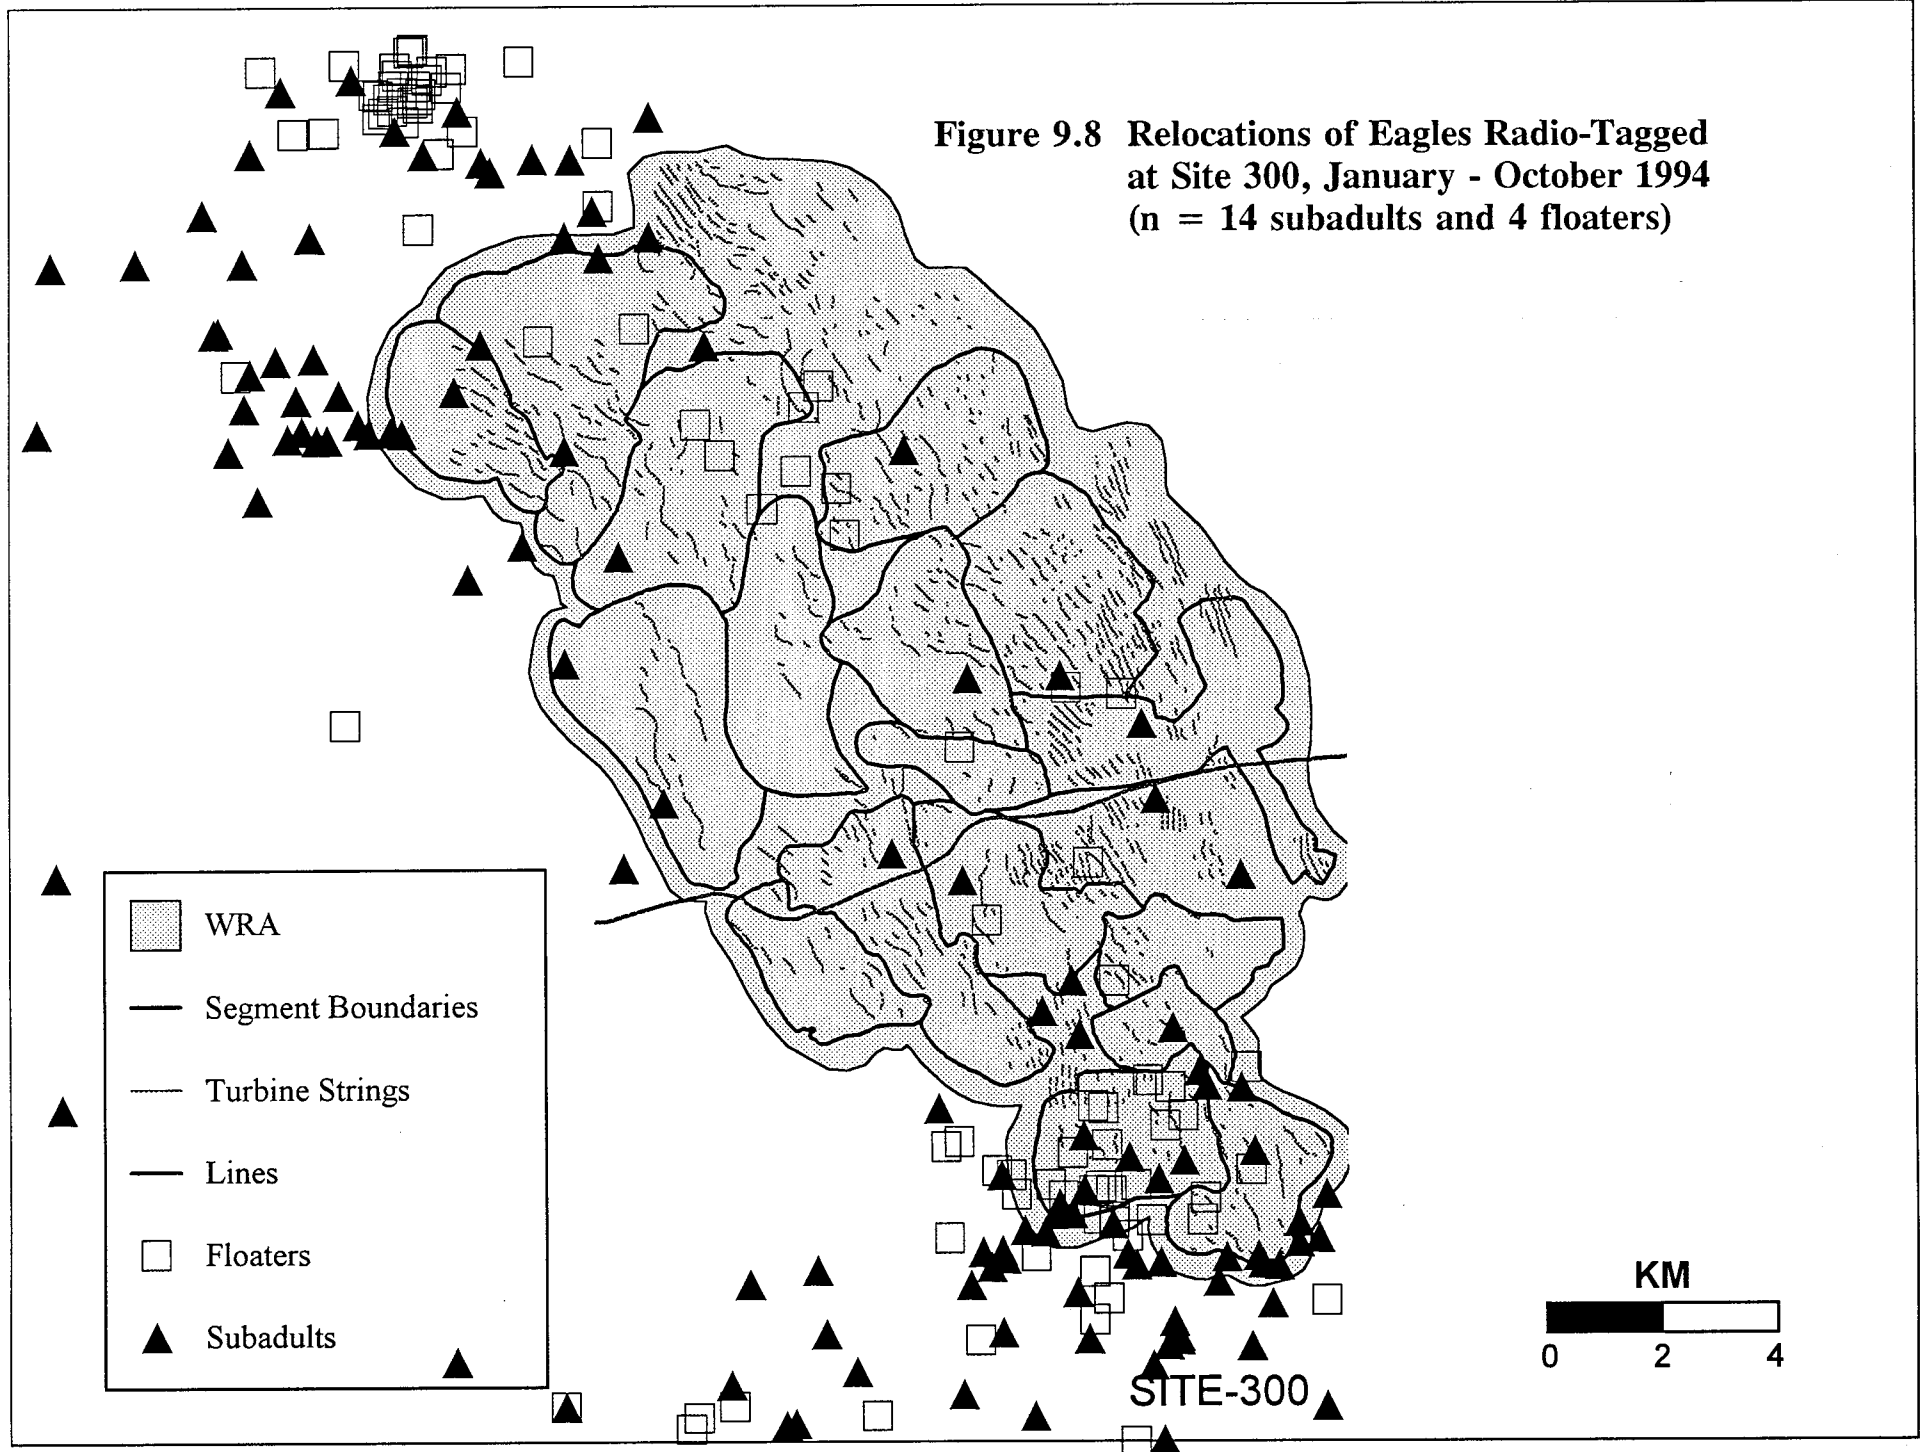 Figure 9.8 Relocations of Eagles Radio-Tagged
at Site 300, January - October 1994
(n = 14 subadults and 4 floaters)
WRA
Segment Boundaries
Turbine Strings
Lines
Floaters
Subadults
KM
0 2 4
SITE-300